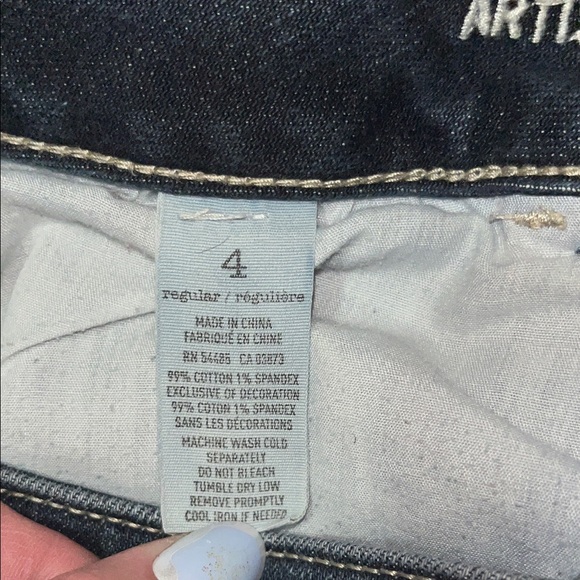 ARTIS
4
regular / régulière
MADE IN CHINA
FABRIQUÉ EN CHINE
RN 54485 CA 03873
99% COTTON 1% SPANDEX
EXCLUSIVE OF DECORATION
99% COTON 1% SPANDEX
SANS LES DÉCORATIONS
MACHINE WASH COLD
SEPARATELY
DO NOT BLEACH
TUMBLE DRY LOW
REMOVE PROMPTLY
COOL IRON IF NEEDED